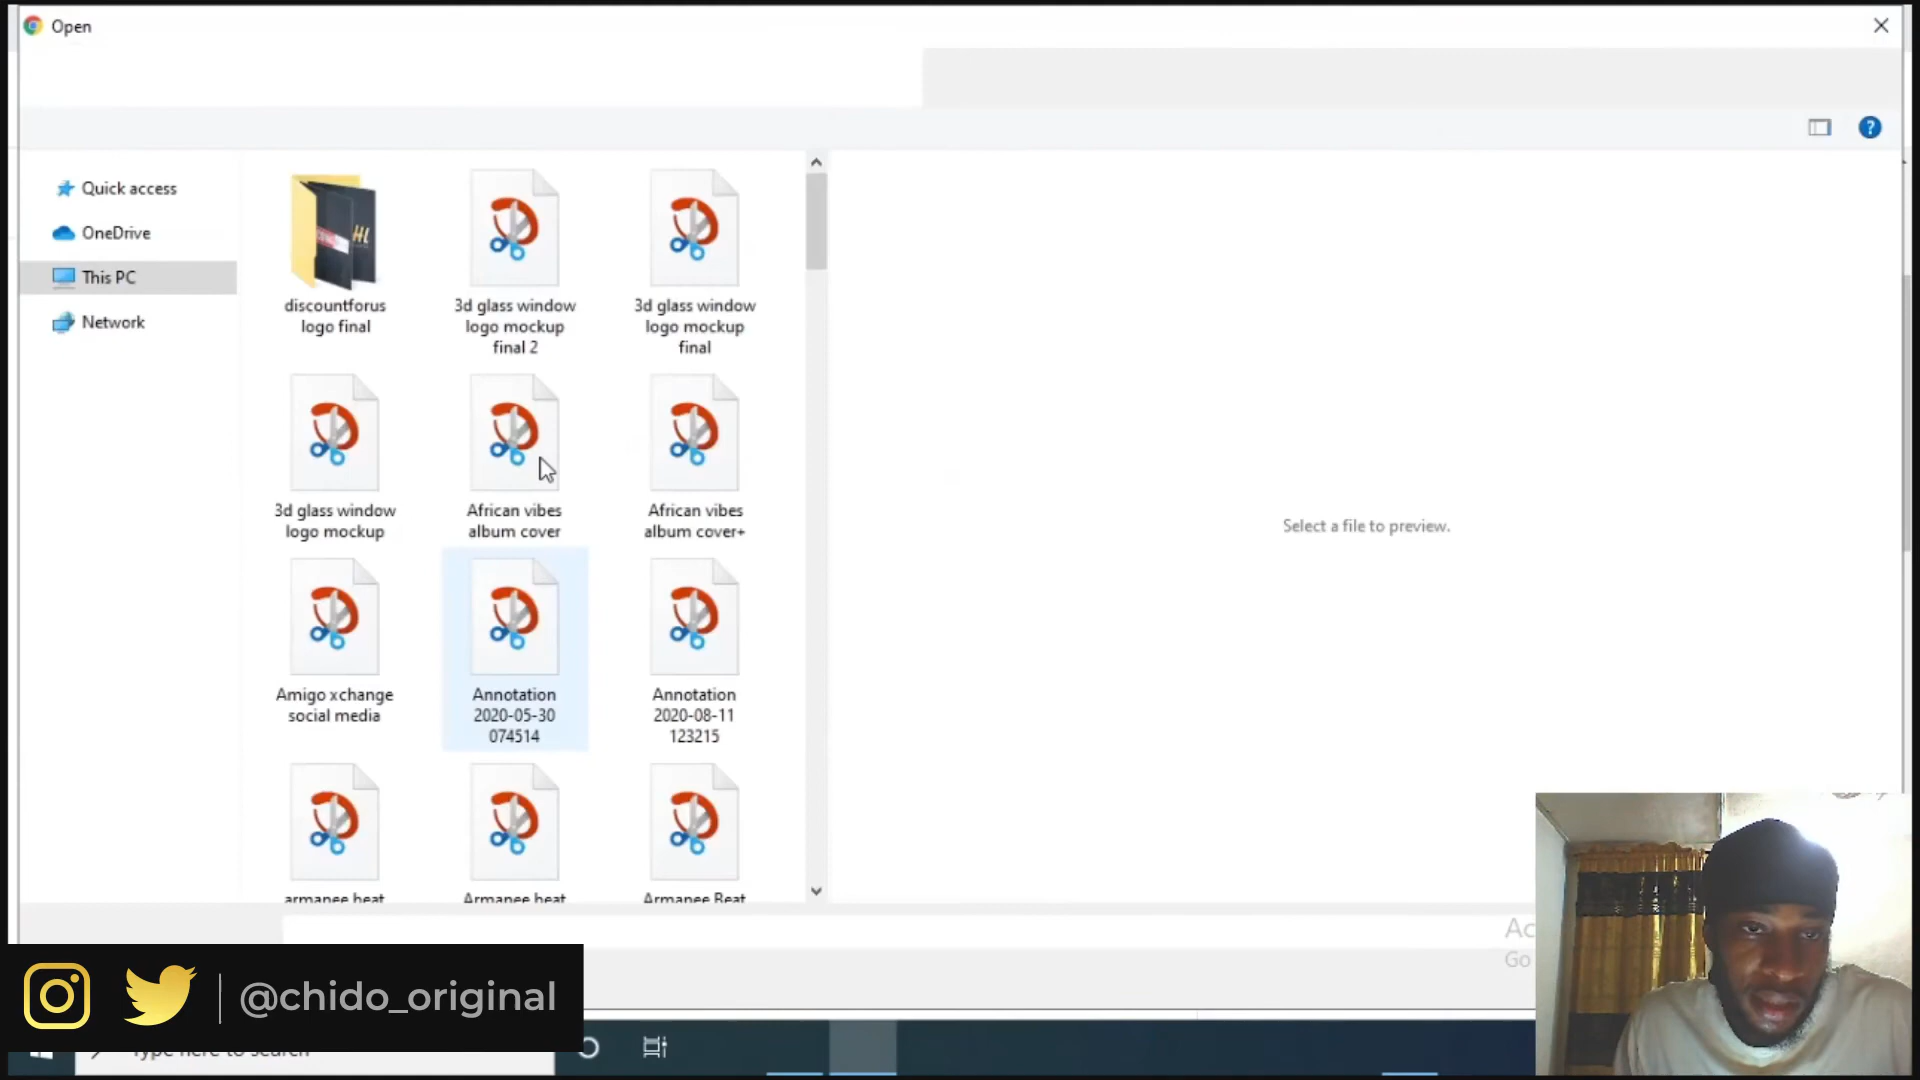 Open
Quick access
OneDrive
This PC
Network
discountforus
logo final
3d glass window
logo mockup
final 2
3d glass window
logo mockup
final
3d glass window
logo mockup
African vibes
album cover
African vibes
album cover+
Amigo xchange
social media
Annotation
2020-05-30
074514
Annotation
2020-08-11
123215
armanee beat
Armanee beat
Armanee Beat
Select a file to preview.
Ac
Go
@chido_original
Type here to search